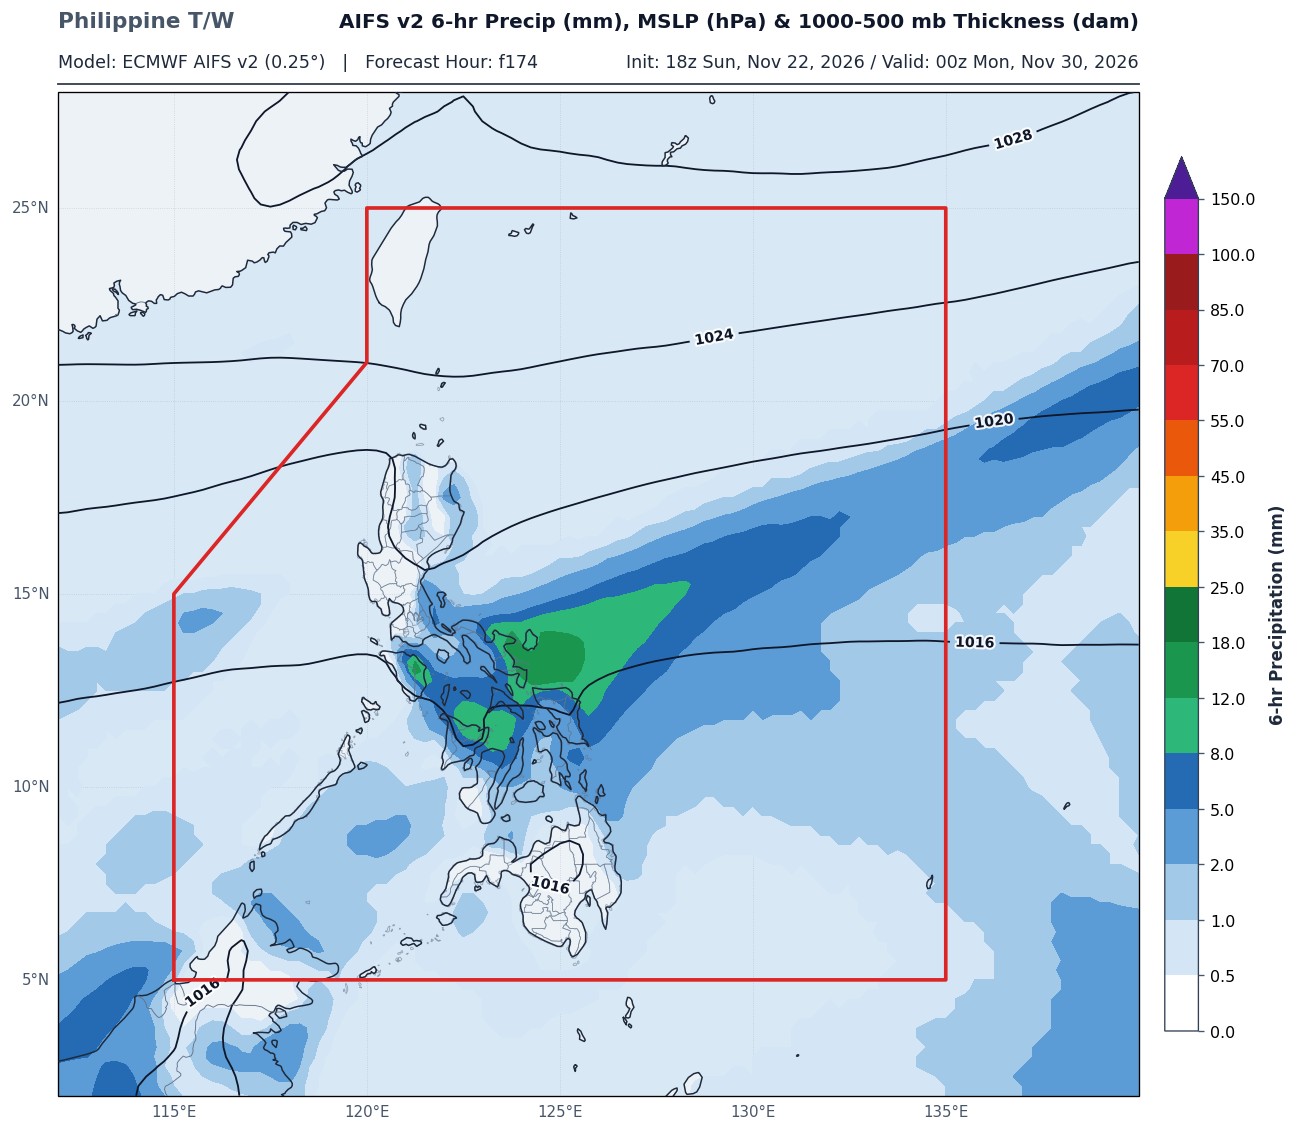 Philippine T/W
AIFS v2 6-hr Precip (mm), MSLP (hPa) & 1000-500 mb Thickness (dam)
Model: ECMWF AIFS v2 (0.25°) | Forecast Hour: f174
Init: 18z Sun, Nov 22, 2026 / Valid: 00z Mon, Nov 30, 2026
1028
25°N
1024
20°N
1020
15°N
1016
10°N
1016
5°N
1016
115°E
120°E
125°E
130°E
135°E
150.0
100.0
85.0
70.0
55.0
45.0
35.0
25.0
18.0
12.0
8.0
5.0
2.0
1.0
0.5
0.0
6-hr Precipitation (mm)